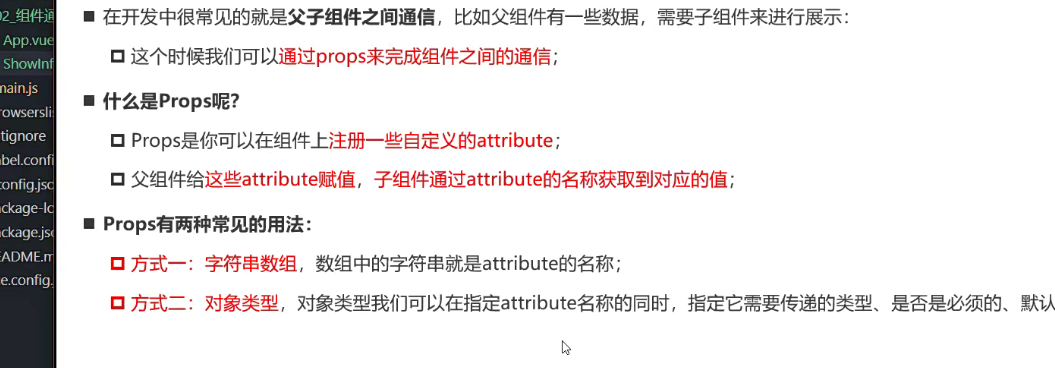 02_组件通
App.vue
ShowInf
main.js
rowserslis
tignore
abel.confi
config.jso
ackage-lo
ackage.jso
EADME.m
e.config.
在开发中很常见的就是父子组件之间通信，比如父组件有一些数据，需要子组件来进行展示：
这个时候我们可以通过props来完成组件之间的通信；
什么是Props呢？
Props是你可以在组件上注册一些自定义的attribute；
父组件给这些attribute赋值，子组件通过attribute的名称获取到对应的值；
Props有两种常见的用法：
方式一：字符串数组，数组中的字符串就是attribute的名称；
方式二：对象类型，对象类型我们可以在指定attribute名称的同时，指定它需要传递的类型、是否是必须的、默认